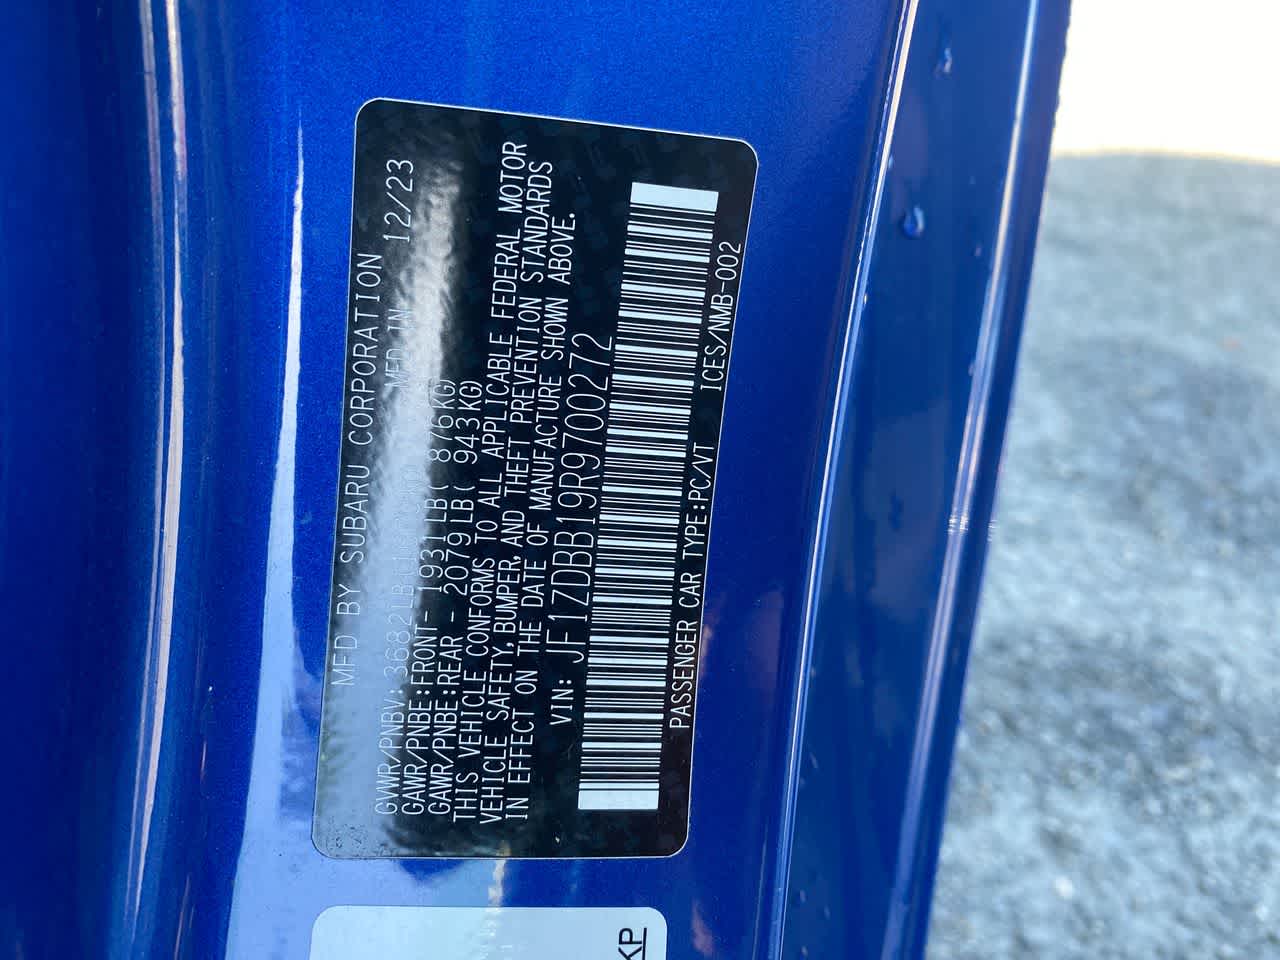 MFD BY SUBARU CORPORATION
MFD IN 12/23
GVWR/PNBV: 3682LB
GAWR/PNBE:FRONT- 1931LB( 876KG)
GAWR/PNBE:REAR - 2079LB( 943KG)
THIS VEHICLE CONFORMS TO ALL APPLICABLE FEDERAL MOTOR
VEHICLE SAFETY, BUMPER, AND THEFT PREVENTION STANDARDS
IN EFFECT ON THE DATE OF MANUFACTURE SHOWN ABOVE.
VIN: JF1ZDBB19R9700272
PASSENGER CAR TYPE:PC/VT ICES/NMB-002
KP